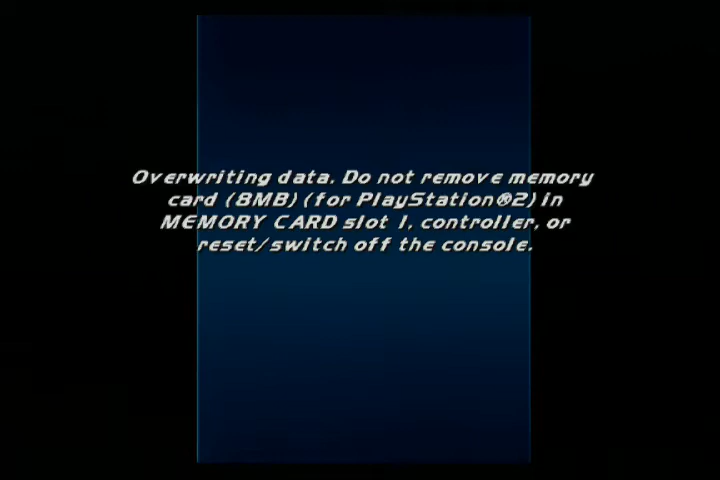 Overwriting data. Do not remove memory
card (8MB) (for PlayStation®2) in
MEMORY CARD slot 1, controller, or
reset/switch off the console.